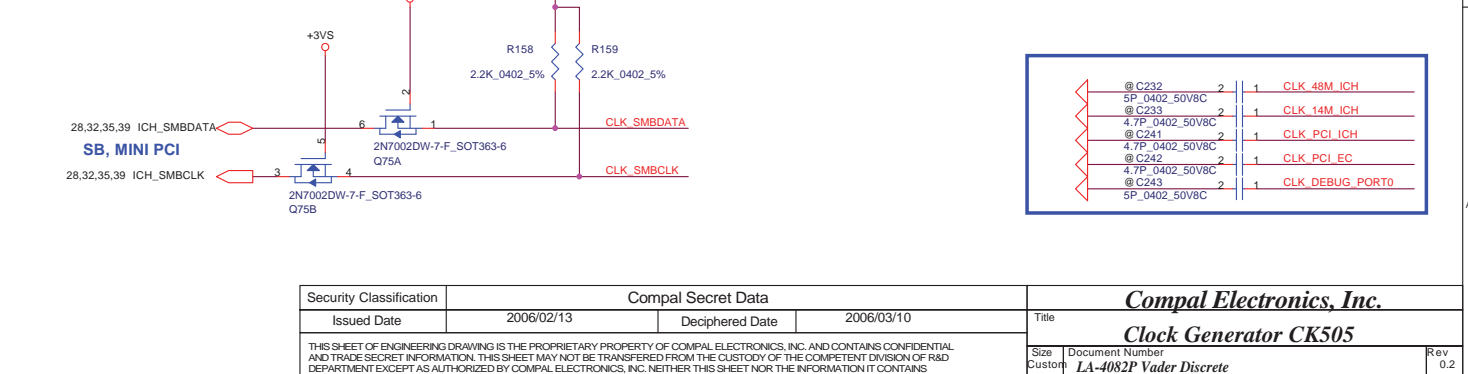 +3VS
R158
R159
2.2K_0402_5%
2.2K_0402_5%
2
28,32,35,39 ICH_SMBDATA
6
1
CLK_SMBDATA
2N7002DW-7-F_SOT363-6
Q75A
5
SB, MINI PCI
28,32,35,39 ICH_SMBCLK
3
4
CLK_SMBCLK
2N7002DW-7-F_SOT363-6
Q75B
@ C232 2 1 CLK_48M_ICH
5P_0402_50V8C
@ C233 2 1 CLK_14M_ICH
4.7P_0402_50V8C
@ C241 2 1 CLK_PCI_ICH
4.7P_0402_50V8C
@ C242 2 1 CLK_PCI_EC
4.7P_0402_50V8C
@ C243 2 1 CLK_DEBUG_PORT0
5P_0402_50V8C
Security Classification
Compal Secret Data
Compal Electronics, Inc.
Issued Date
2006/02/13
Deciphered Date
2006/03/10
Title
Clock Generator CK505
THIS SHEET OF ENGINEERING DRAWING IS THE PROPRIETARY PROPERTY OF COMPAL ELECTRONICS, INC. AND CONTAINS CONFIDENTIAL
AND TRADE SECRET INFORMATION. THIS SHEET MAY NOT BE TRANSFERED FROM THE CUSTODY OF THE COMPETENT DIVISION OF R&D
DEPARTMENT EXCEPT AS AUTHORIZED BY COMPAL ELECTRONICS, INC. NEITHER THIS SHEET NOR THE INFORMATION IT CONTAINS
Size
Custom
Document Number
LA-4082P Vader Discrete
Rev
0.2